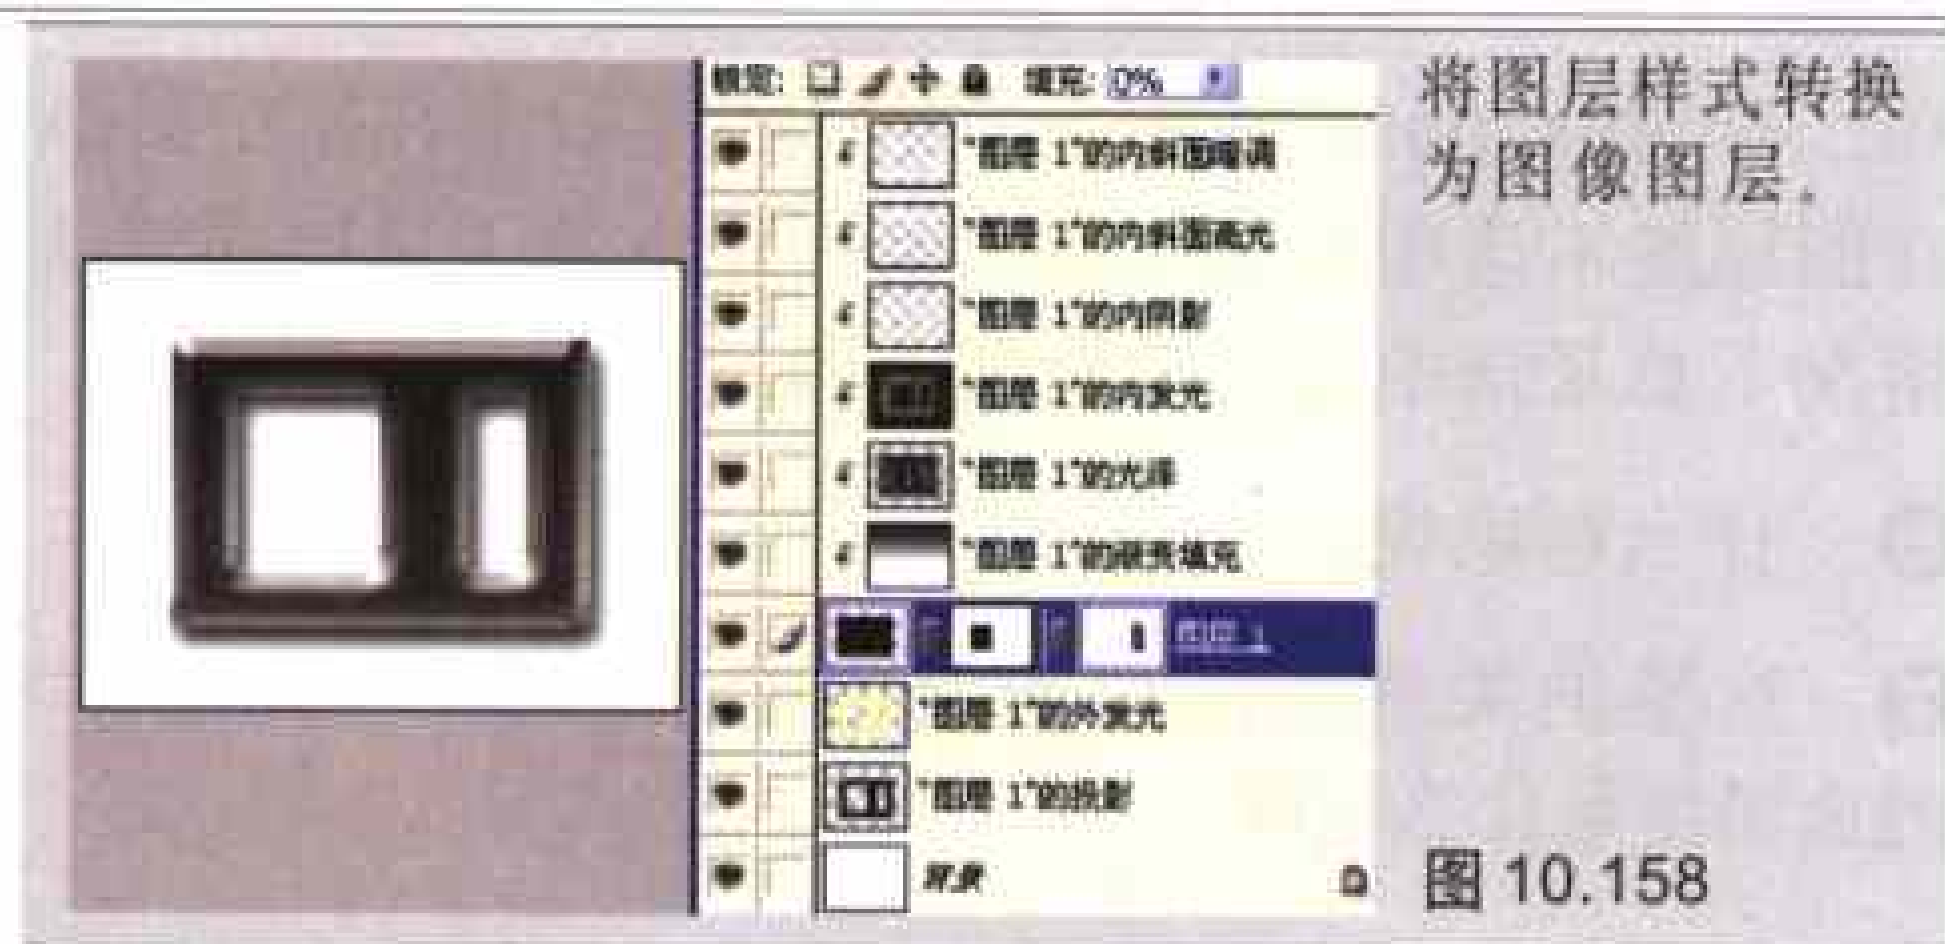 锁定: 填充: 0%
将图层样式转换
为图像图层。
"图层 1"的内斜面暗调
"图层 1"的内斜面高光
"图层 1"的内阴影
"图层 1"的内发光
"图层 1"的光泽
"图层 1"的渐变填充
图层 1
"图层 1"的外发光
"图层 1"的投影
背景
图 10.158